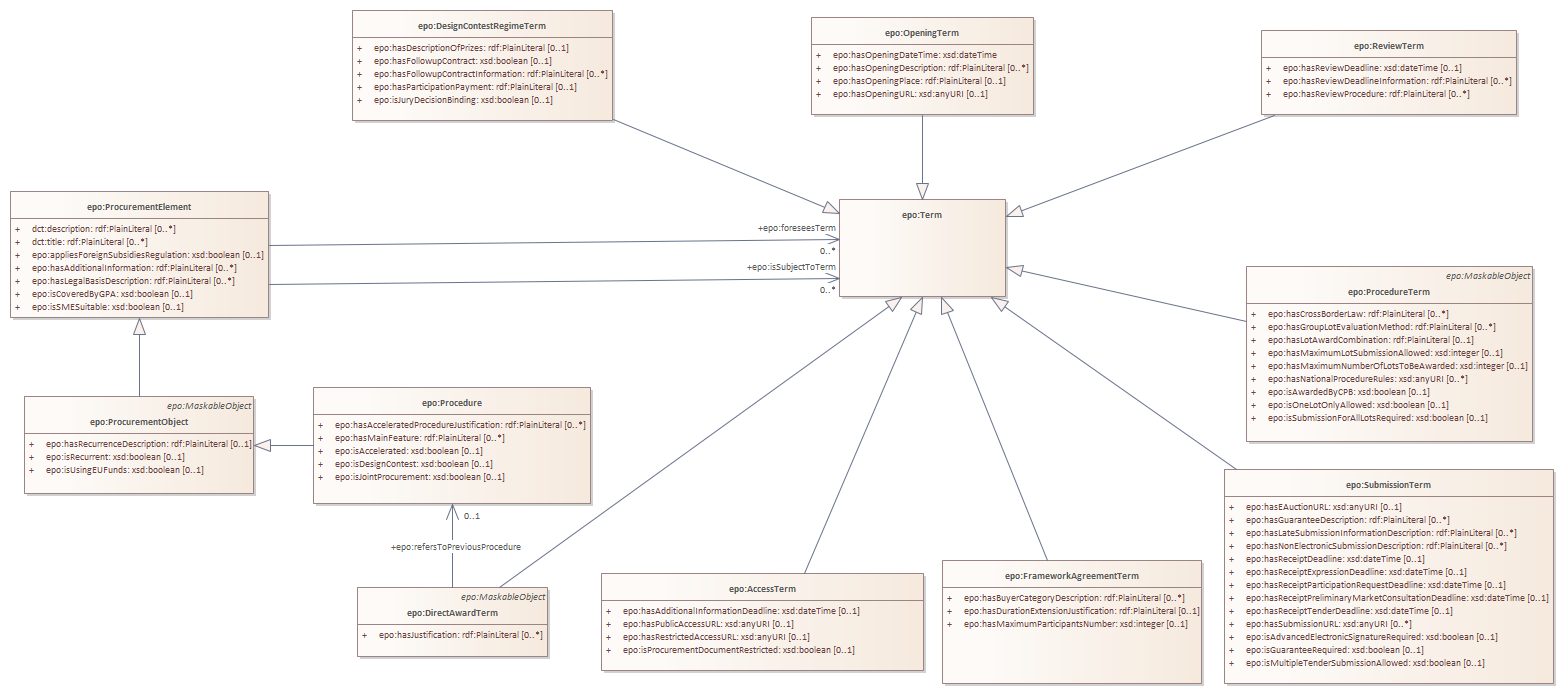 epo:DesignContestRegimeTerm
+ epo:hasDescriptionOfPrizes: rdf:PlainLiteral [0..1]
+ epo:hasFollowupContract: xsd:boolean [0..1]
+ epo:hasFollowupContractInformation: rdf:PlainLiteral [0..*]
+ epo:hasParticipationPayment: rdf:PlainLiteral [0..1]
+ epo:isJuryDecisionBinding: xsd:boolean [0..1]
epo:OpeningTerm
+ epo:hasOpeningDateTime: xsd:dateTime
+ epo:hasOpeningDescription: rdf:PlainLiteral [0..*]
+ epo:hasOpeningPlace: rdf:PlainLiteral [0..1]
+ epo:hasOpeningURL: xsd:anyURI [0..1]
epo:ReviewTerm
+ epo:hasReviewDeadline: xsd:dateTime [0..1]
+ epo:hasReviewDeadlineInformation: rdf:PlainLiteral [0..*]
+ epo:hasReviewProcedure: rdf:PlainLiteral [0..*]
epo:ProcurementElement
+ dct:description: rdf:PlainLiteral [0..*]
+ dct:title: rdf:PlainLiteral [0..*]
+ epo:appliesForeignSubsidiesRegulation: xsd:boolean [0..1]
+ epo:hasAdditionalInformation: rdf:PlainLiteral [0..*]
+ epo:hasLegalBasisDescription: rdf:PlainLiteral [0..*]
+ epo:isCoveredByGPA: xsd:boolean [0..1]
+ epo:isSMESuitable: xsd:boolean [0..1]
+epo:foreseesTerm
0..*
+epo:isSubjectToTerm
0..*
epo:Term
epo:MaskableObject
epo:ProcedureTerm
+ epo:hasCrossBorderLaw: rdf:PlainLiteral [0..*]
+ epo:hasGroupLotEvaluationMethod: rdf:PlainLiteral [0..*]
+ epo:hasLotAwardCombination: rdf:PlainLiteral [0..1]
+ epo:hasMaximumLotSubmissionAllowed: xsd:integer [0..1]
+ epo:hasMaximumNumberOfLotsToBeAwarded: xsd:integer [0..1]
+ epo:hasNationalProcedureRules: xsd:anyURI [0..*]
+ epo:isAwardedByCPB: xsd:boolean [0..1]
+ epo:isOneLotOnlyAllowed: xsd:boolean [0..1]
+ epo:isSubmissionForAllLotsRequired: xsd:boolean [0..1]
epo:MaskableObject
epo:ProcurementObject
+ epo:hasRecurrenceDescription: rdf:PlainLiteral [0..1]
+ epo:isRecurrent: xsd:boolean [0..1]
+ epo:isUsingEUFunds: xsd:boolean [0..1]
epo:Procedure
+ epo:hasAcceleratedProcedureJustification: rdf:PlainLiteral [0..*]
+ epo:hasMainFeature: rdf:PlainLiteral [0..*]
+ epo:isAccelerated: xsd:boolean [0..1]
+ epo:isDesignContest: xsd:boolean [0..1]
+ epo:isJointProcurement: xsd:boolean [0..1]
0..1
+epo:refersToPreviousProcedure
epo:MaskableObject
epo:DirectAwardTerm
+ epo:hasJustification: rdf:PlainLiteral [0..*]
epo:AccessTerm
+ epo:hasAdditionalInformationDeadline: xsd:dateTime [0..1]
+ epo:hasPublicAccessURL: xsd:anyURI [0..1]
+ epo:hasRestrictedAccessURL: xsd:anyURI [0..1]
+ epo:isProcurementDocumentRestricted: xsd:boolean [0..1]
epo:FrameworkAgreementTerm
+ epo:hasBuyerCategoryDescription: rdf:PlainLiteral [0..*]
+ epo:hasDurationExtensionJustification: rdf:PlainLiteral [0..1]
+ epo:hasMaximumParticipantsNumber: xsd:integer [0..1]
epo:SubmissionTerm
+ epo:hasEAuctionURL: xsd:anyURI [0..1]
+ epo:hasGuaranteeDescription: rdf:PlainLiteral [0..*]
+ epo:hasLateSubmissionInformationDescription: rdf:PlainLiteral [0..*]
+ epo:hasNonElectronicSubmissionDescription: rdf:PlainLiteral [0..*]
+ epo:hasReceiptDeadline: xsd:dateTime [0..1]
+ epo:hasReceiptExpressionDeadline: xsd:dateTime [0..1]
+ epo:hasReceiptParticipationRequestDeadline: xsd:dateTime [0..1]
+ epo:hasReceiptPreliminaryMarketConsultationDeadline: xsd:dateTime [0..1]
+ epo:hasReceiptTenderDeadline: xsd:dateTime [0..1]
+ epo:hasSubmissionURL: xsd:anyURI [0..*]
+ epo:isAdvancedElectronicSignatureRequired: xsd:boolean [0..1]
+ epo:isGuaranteeRequired: xsd:boolean [0..1]
+ epo:isMultipleTenderSubmissionAllowed: xsd:boolean [0..1]